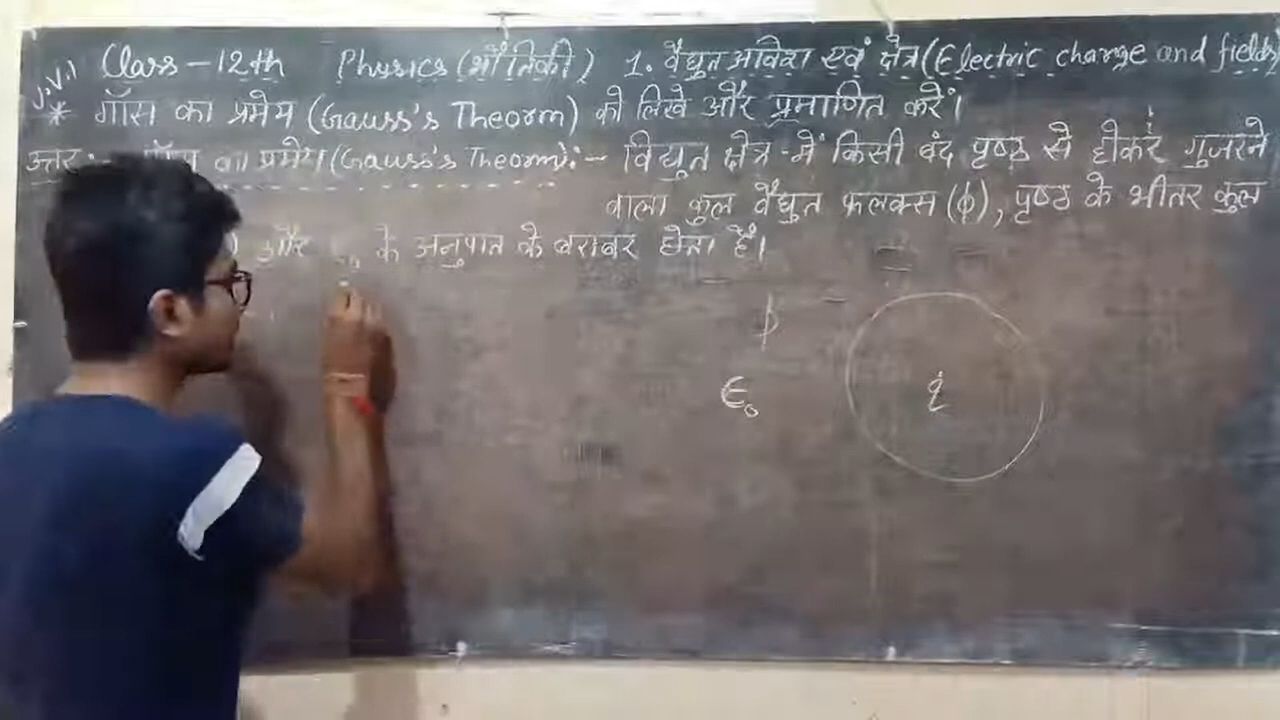 J.V.1 Class-12th Physics (भौतिकी) 1. वैद्युत आवेश एवं क्षेत्र (Electric charge and fields)
* गॉस का प्रमेय (Gauss's Theorm) को लिखे और प्रमाणित करें।
उत्तर:- गॉस का प्रमेय (Gauss's Theorm):- विद्युत क्षेत्र में किसी बंद पृष्ठ से होकर गुजरने
वाला कुल वैद्युत फ्लक्स (ϕ), पृष्ठ के भीतर कुल
और के अनुपात के बराबर होता है।
ϕ
ϵ₀
q